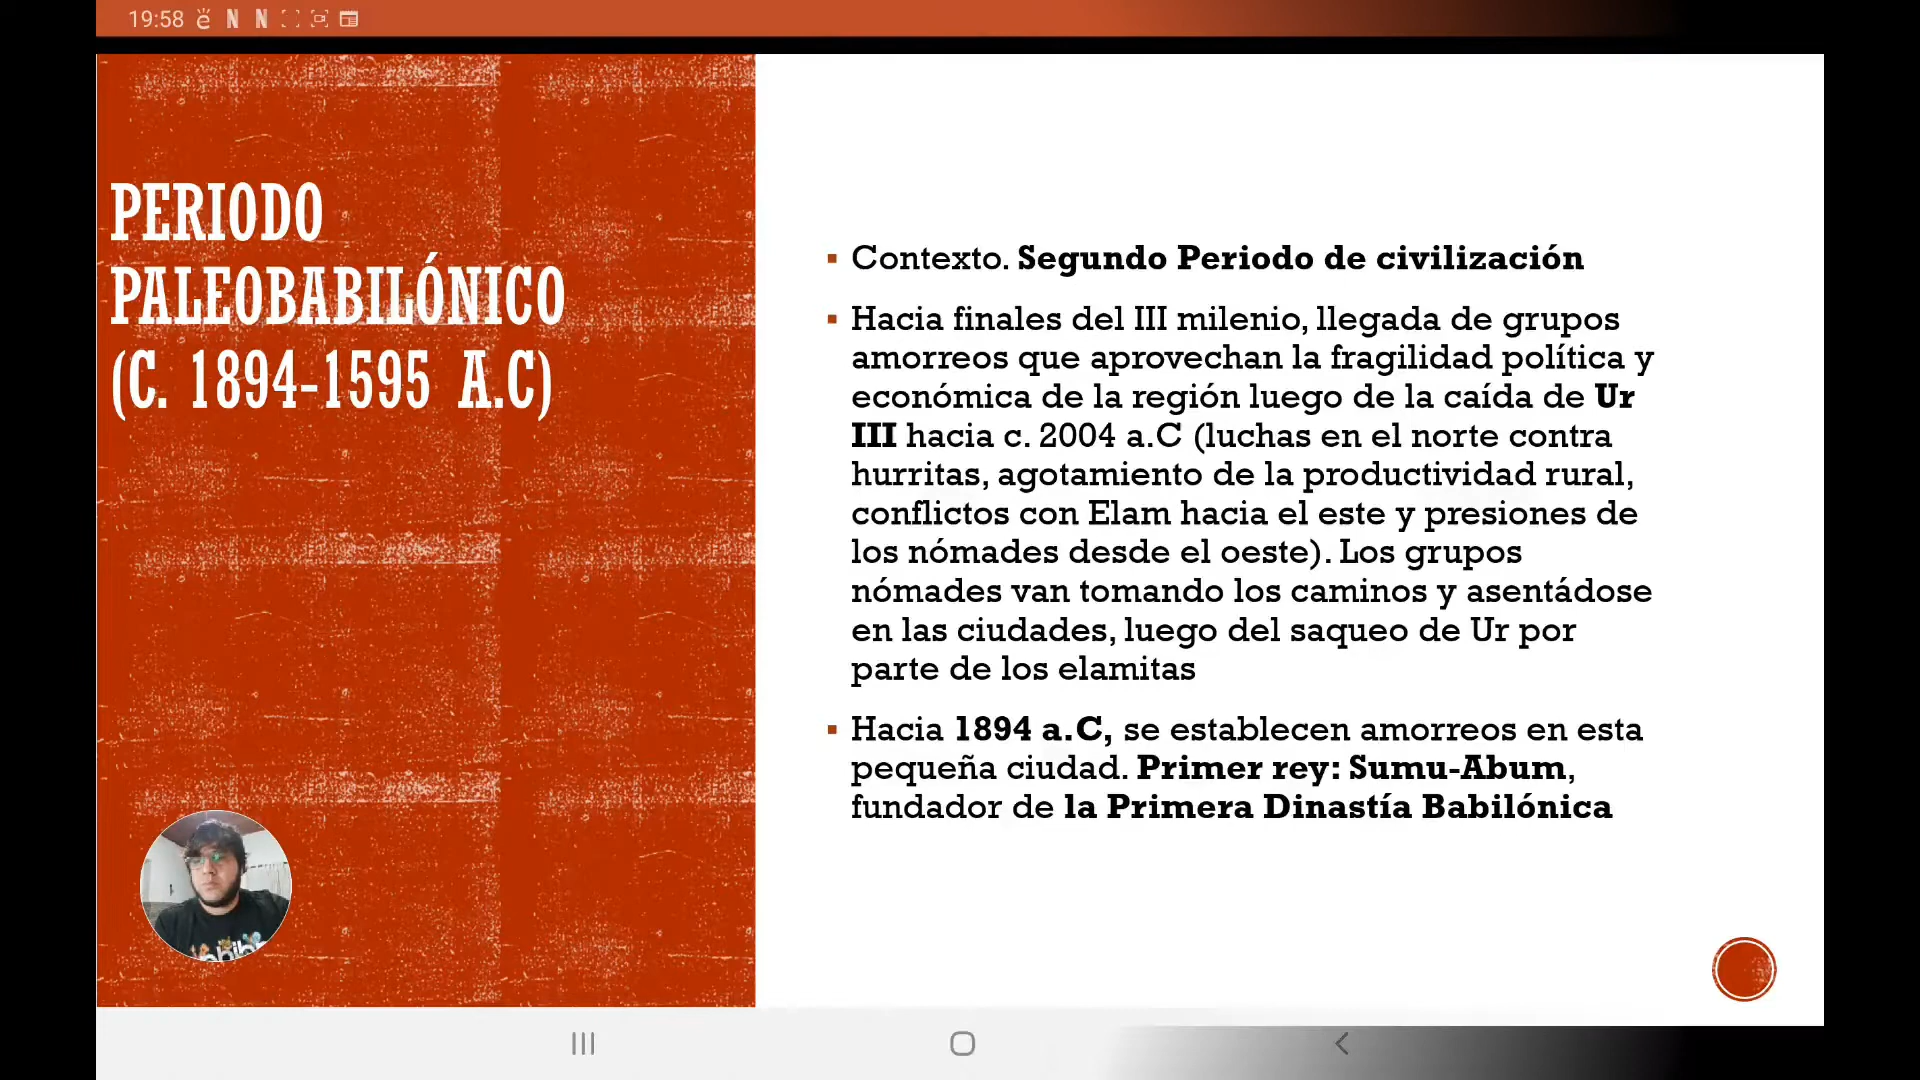 19:58
PERIODO
PALEOBABILÓNICO
(C. 1894-1595 A.C)
▪ Contexto. Segundo Periodo de civilización
▪ Hacia finales del III milenio, llegada de grupos
amorreos que aprovechan la fragilidad política y
económica de la región luego de la caída de Ur
III hacia c. 2004 a.C (luchas en el norte contra
hurritas, agotamiento de la productividad rural,
conflictos con Elam hacia el este y presiones de
los nómades desde el oeste). Los grupos
nómades van tomando los caminos y asentádose
en las ciudades, luego del saqueo de Ur por
parte de los elamitas
▪ Hacia 1894 a.C, se establecen amorreos en esta
pequeña ciudad. Primer rey: Sumu-Abum,
fundador de la Primera Dinastía Babilónica